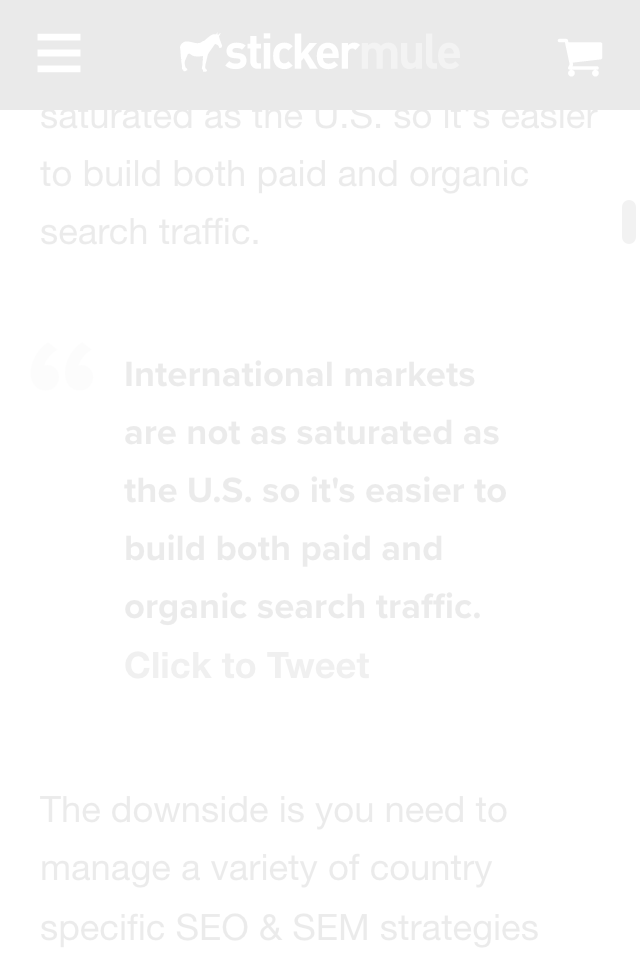 stickermule
saturated as the U.S. so it's easier
to build both paid and organic
search traffic.
International markets
are not as saturated as
the U.S. so it's easier to
build both paid and
organic search traffic.
Click to Tweet
The downside is you need to
manage a variety of country
specific SEO & SEM strategies